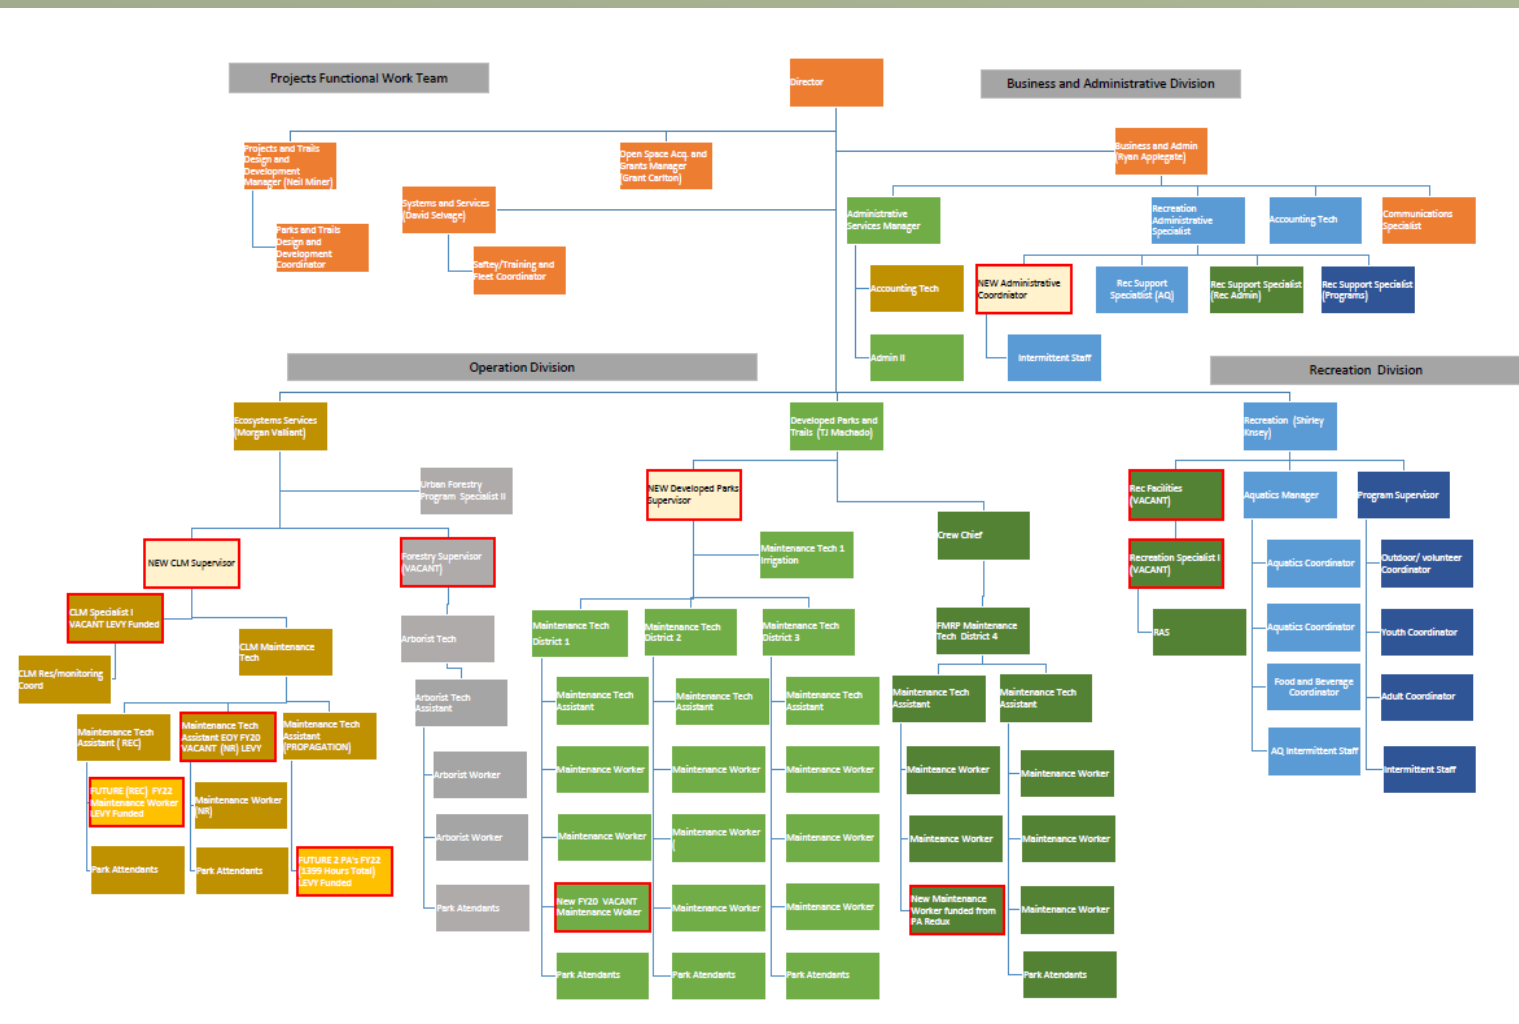 Projects Functional Work Team
Director
Business and Administrative Division
Projects and Trails
Design and
Development
Manager (Neil Miner)
Open Space Acq. and
Grants Manager
(Grant Carlton)
Business and Admin
(Ryan Applegate)
Systems and Services
(David Selvage)
Administrative
Services Manager
Recreation
Administrative
Specialist
Accounting Tech
Communications
Specialist
Parks and Trails
Design and
Development
Coordinator
Saftey/Training and
Fleet Coordinator
Accounting Tech
NEW Administrative
Coordniator
Rec Support
Specialist (AQ)
Rec Support Specialist
(Rec Admin)
Rec Support Specialist
(Programs)
Admin II
Intermittent Staff
Operation Division
Recreation Division
Ecosystems Services
(Morgan Valliant)
Developed Parks and
Trails (TJ Machado)
Recreation (Shirley
Knsey)
Urban Forestry
Program Specialist II
NEW Developed Parks
Supervisor
Rec Facilities
(VACANT)
Aquatics Manager
Program Supervisor
NEW CLM Supervisor
Forestry Supervisor
(VACANT)
Maintenance Tech 1
Irrigation
Crew Chief
Recreation Specialist I
(VACANT)
Aquatics Coordinator
Outdoor/ volunteer
Coordinator
CLM Specialist I
VACANT LEVY Funded
CLM Maintenance
Tech
Arborist Tech
Maintenance Tech
District 1
Maintenance Tech
District 2
Maintenance Tech
District 3
FMRP Maintenance
Tech District 4
RAS
Aquatics Coordinator
Youth Coordinator
CLM Res/monitoring
Coord
Arborist Tech
Assistant
Maintenance Tech
Assistant
Maintenance Tech
Assistant
Maintenance Tech
Assistant
Maintenance Tech
Assistant
Maintenance Tech
Assistant
Food and Beverage
Coordinator
Adult Coordinator
Maintenance Tech
Assistant ( REC)
Maintenance Tech
Assistant EOY FY20
VACANT (NR) LEVY
Maintenance Tech
Assistant
(PROPAGATION)
AQ Intermittent Staff
Intermittent Staff
FUTURE (REC) FY22
Maintenance Worker
LEVY Funded
Maintenance Worker
(NR)
Arborist Worker
Maintenance Worker
Maintenance Worker
Maintenance Worker
Mainteance Worker
Maintenance Worker
Park Attendants
Park Attendants
FUTURE 2 PA's FY22
(1399 Hours Total)
LEVY Funded
Arborist Worker
Maintenance Worker
Maintenance Worker
(
Maintenance Worker
Mainteance Worker
Maintenance Worker
Park Atendants
New FY20 VACANT
Maintenance Woker
Maintenance Worker
Maintenance Worker
New Maintenance
Worker funded from
PA Redux
Maintenance Worker
Park Atendants
Park Atendants
Park Atendants
Park Atendants